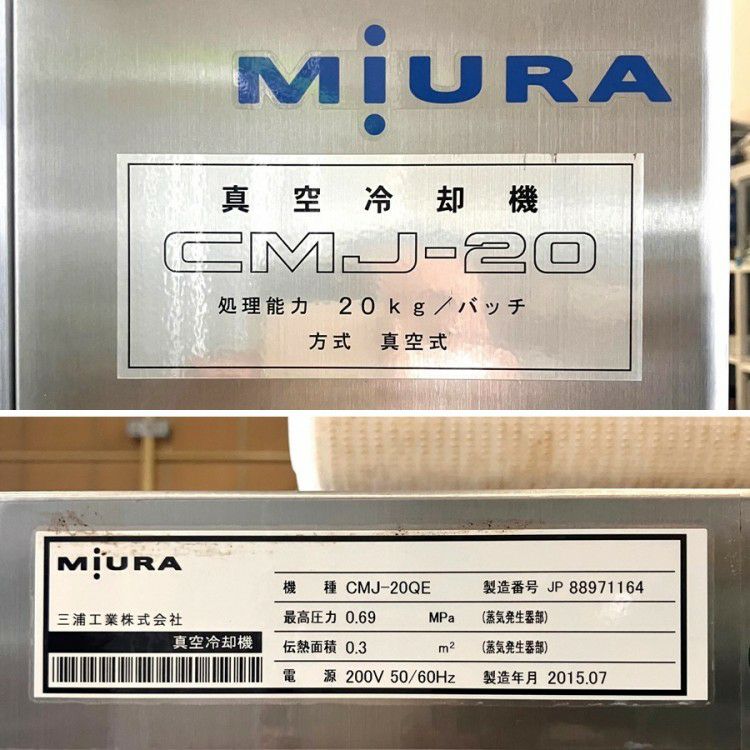 MiURA
真空冷却機
CMJ-20
処理能力 20kg/バッチ
方式 真空式
MiURA
三浦工業株式会社
真空冷却機
機種 CMJ-20QE 製造番号 JP 88971164
最高圧力 0.69 MPa (蒸気発生器部)
伝熱面積 0.3 m² (蒸気発生器部)
電源 200V 50/60Hz 製造年月 2015.07